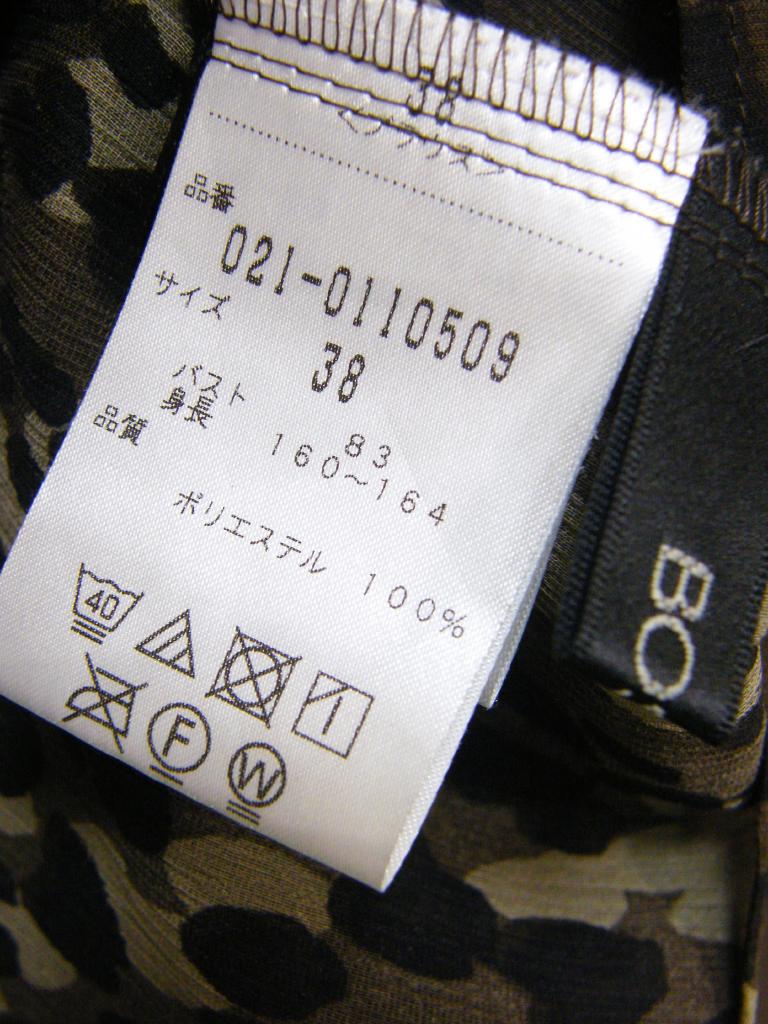 38
品番
021-0110509
サイズ
38
バスト 83
身長 160~164
品質
ポリエステル 100%
40
F
W
BO